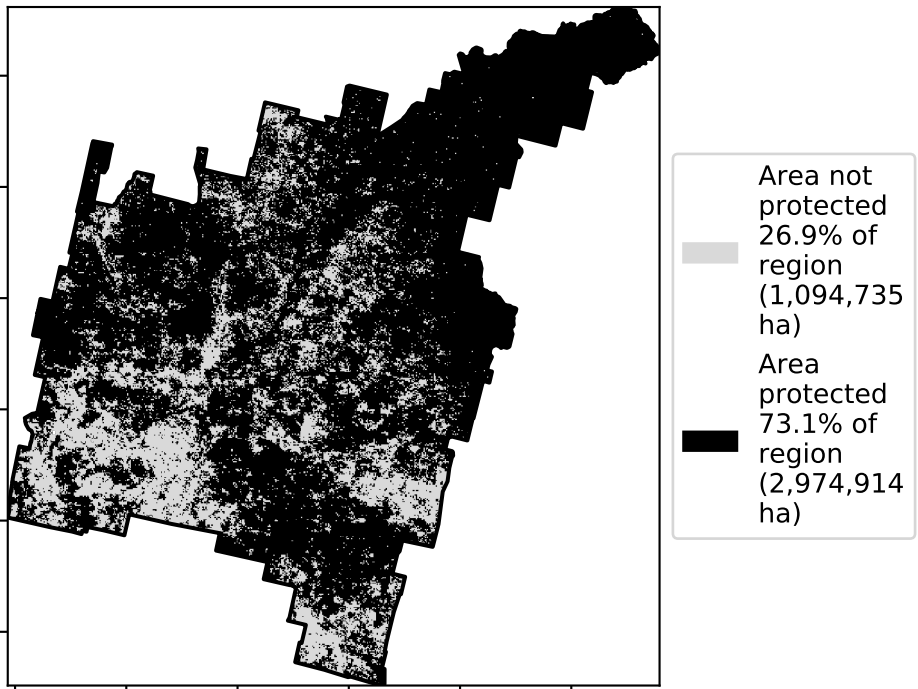 Area not
protected
26.9% of
region
(1,094,735
ha)
Area
protected
73.1% of
region
(2,974,914
ha)